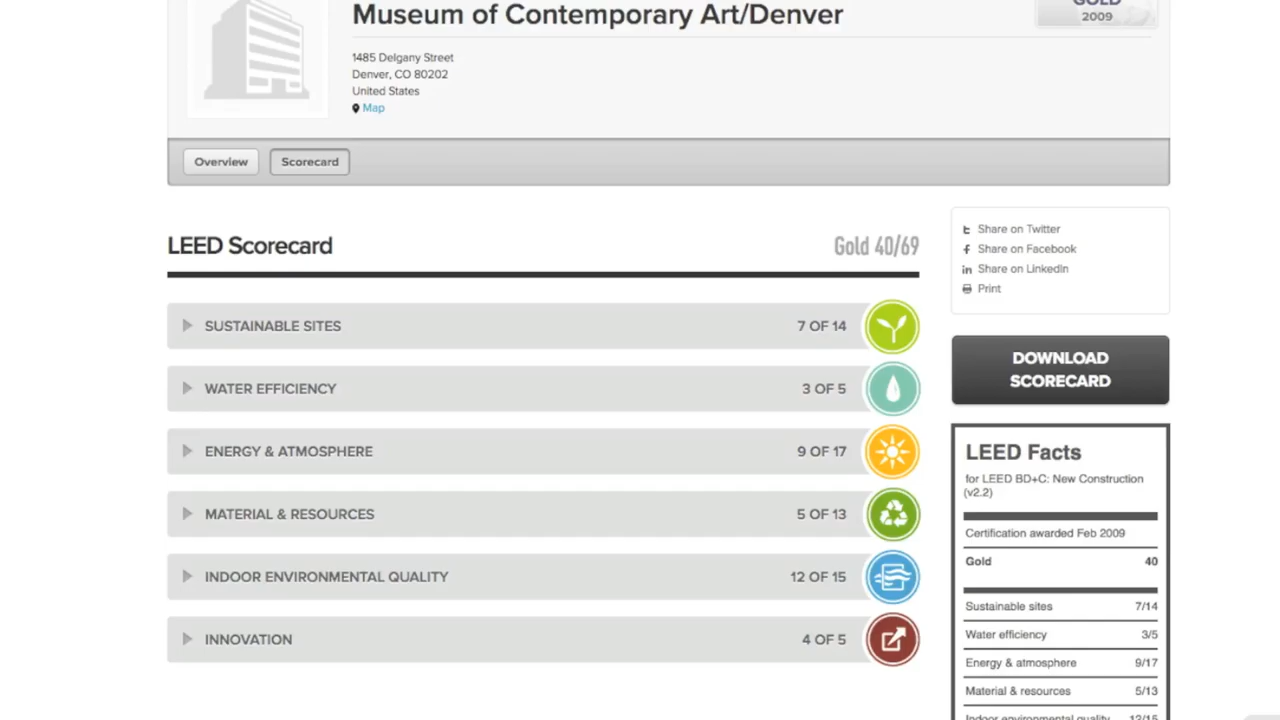 Museum of Contemporary Art/Denver
GOLD
2009
1485 Delgany Street
Denver, CO 80202
United States
Map
Overview
Scorecard
LEED Scorecard
Gold 40/69
SUSTAINABLE SITES
7 OF 14
WATER EFFICIENCY
3 OF 5
ENERGY & ATMOSPHERE
9 OF 17
MATERIAL & RESOURCES
5 OF 13
INDOOR ENVIRONMENTAL QUALITY
12 OF 15
INNOVATION
4 OF 5
Share on Twitter
Share on Facebook
Share on LinkedIn
Print
DOWNLOAD
SCORECARD
LEED Facts
for LEED BD+C: New Construction
(v2.2)
Certification awarded Feb 2009
Gold 40
Sustainable sites 7/14
Water efficiency 3/5
Energy & atmosphere 9/17
Material & resources 5/13
Indoor environmental quality 12/15